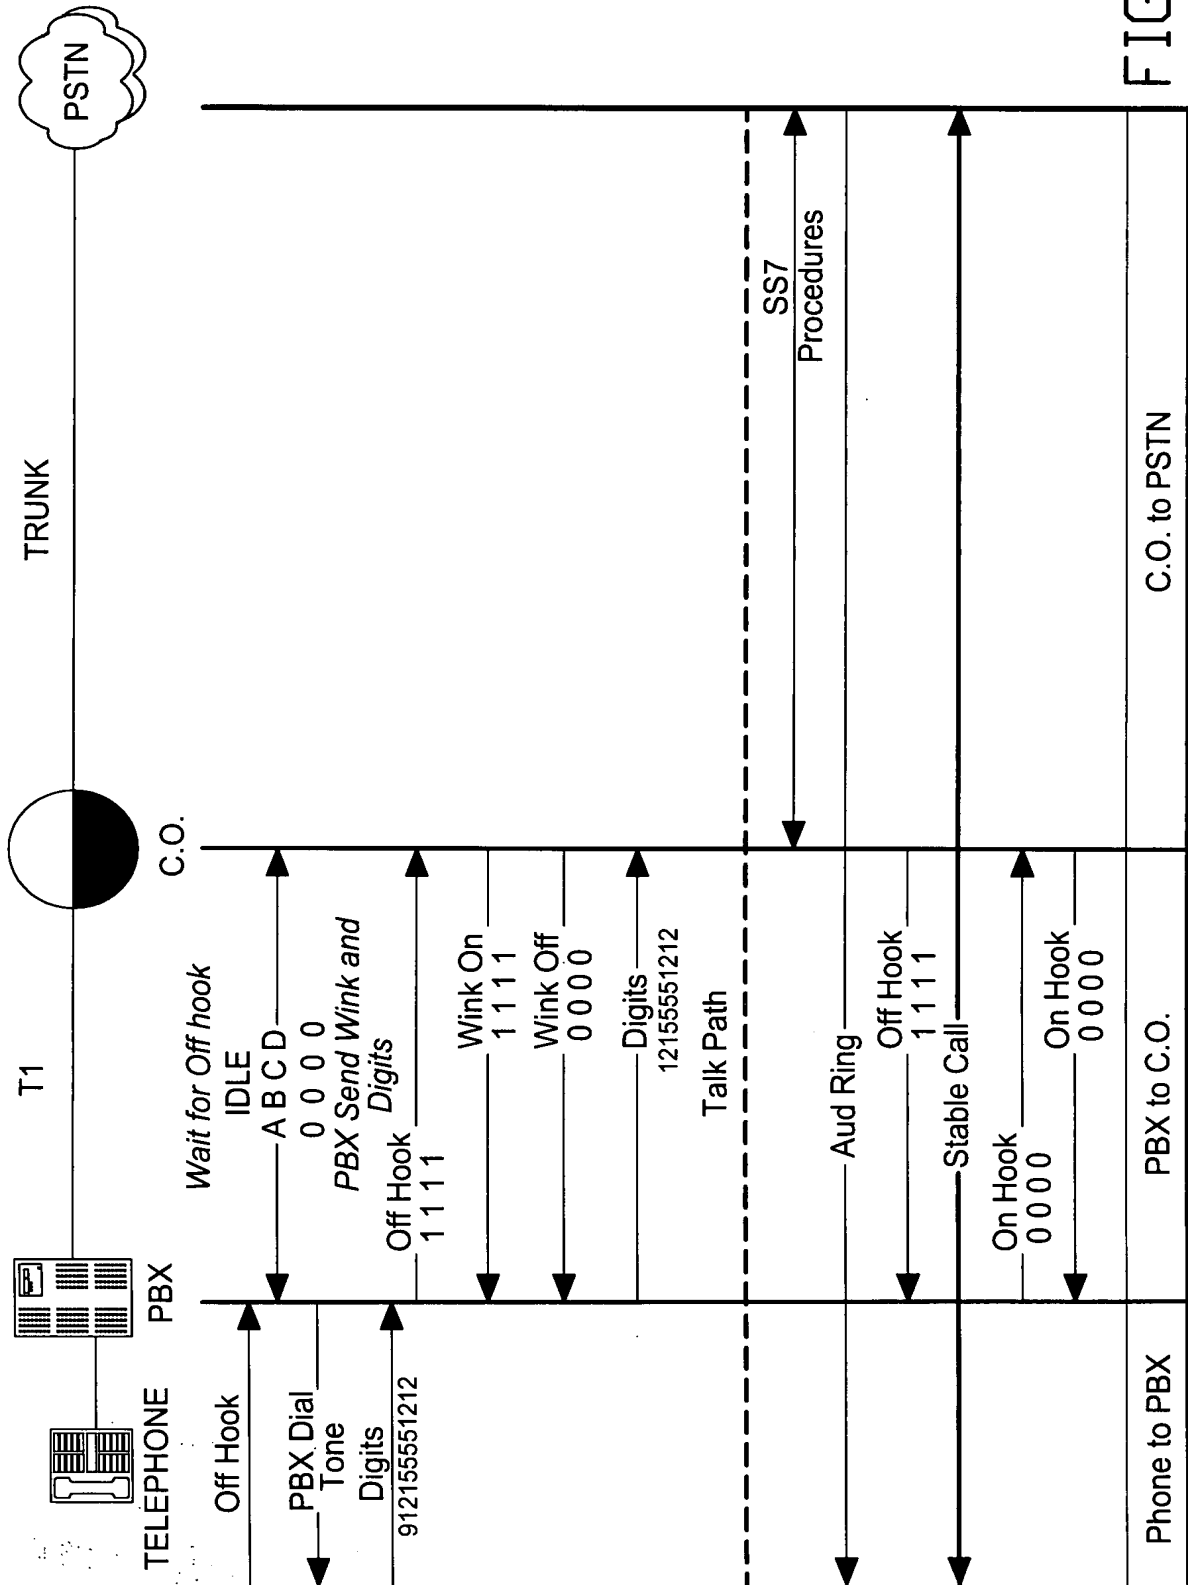 TELEPHONE
PBX
T1
C.O.
TRUNK
PSTN
Off Hook
PBX Dial
Tone
Digits
912155551212
Wait for Off hook
IDLE
A B C D
0 0 0 0
PBX Send Wink and
Digits
Off Hook
1 1 1 1
Wink On
1 1 1 1
Wink Off
0 0 0 0
Digits
12155551212
Talk Path
SS7
Procedures
Aud Ring
Off Hook
1 1 1 1
Stable Call
On Hook
0 0 0 0
On Hook
0 0 0 0
Phone to PBX
PBX to C.O.
C.O. to PSTN